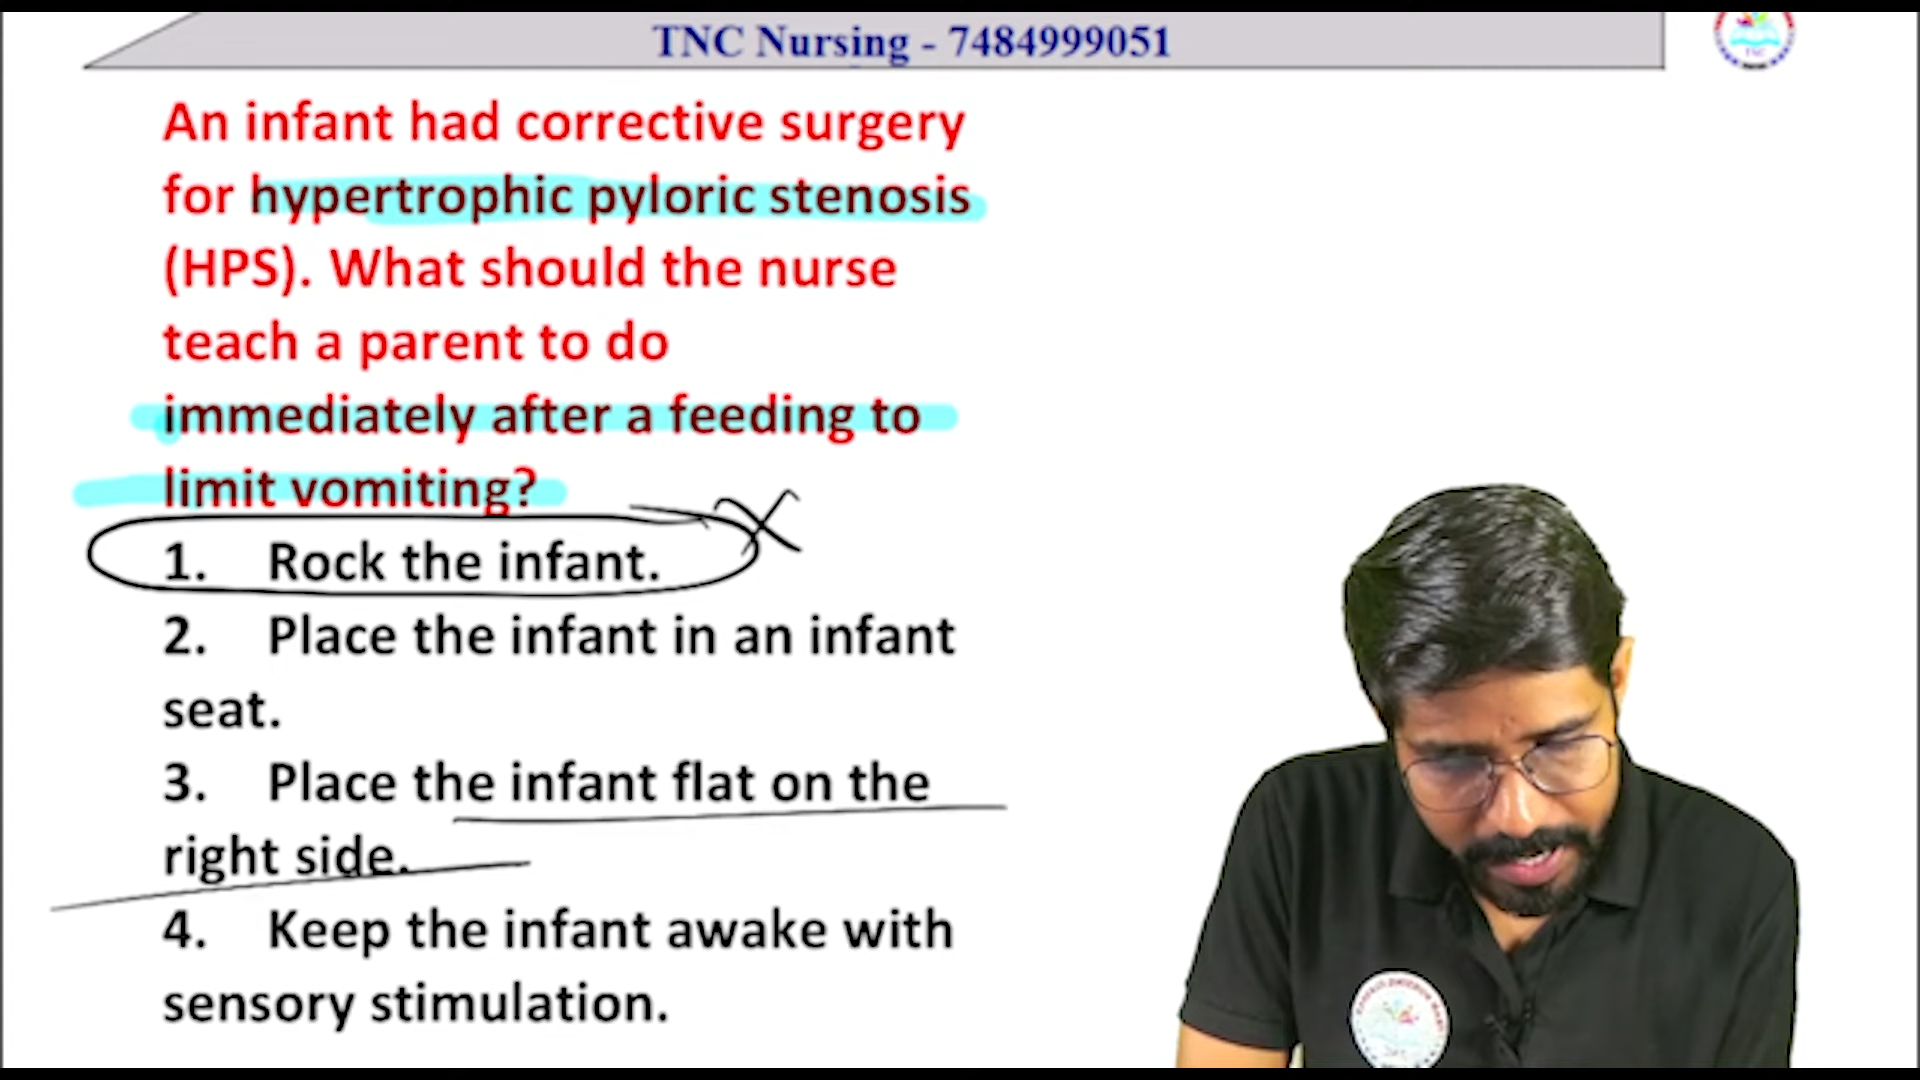 TNC Nursing - 7484999051
An infant had corrective surgery
for hypertrophic pyloric stenosis
(HPS). What should the nurse
teach a parent to do
immediately after a feeding to
limit vomiting?
1. Rock the infant.
2. Place the infant in an infant
seat.
3. Place the infant flat on the
right side.
4. Keep the infant awake with
sensory stimulation.